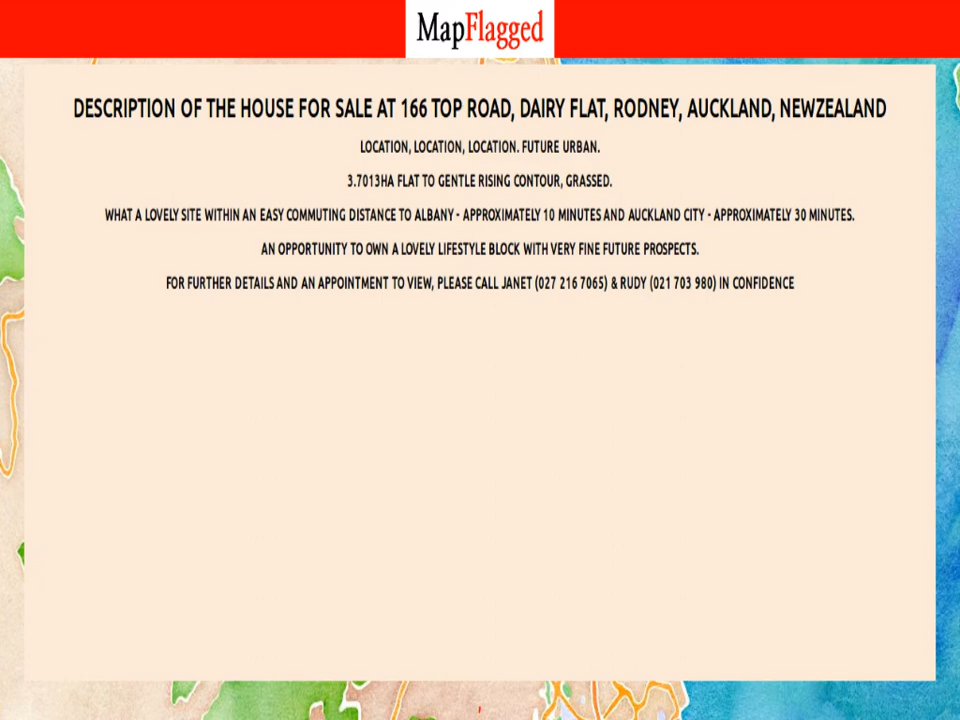 MapFlagged
DESCRIPTION OF THE HOUSE FOR SALE AT 166 TOP ROAD, DAIRY FLAT, RODNEY, AUCKLAND, NEWZEALAND
LOCATION, LOCATION, LOCATION. FUTURE URBAN.
3.7013HA FLAT TO GENTLE RISING CONTOUR, GRASSED.
WHAT A LOVELY SITE WITHIN AN EASY COMMUTING DISTANCE TO ALBANY - APPROXIMATELY 10 MINUTES AND AUCKLAND CITY - APPROXIMATELY 30 MINUTES.
AN OPPORTUNITY TO OWN A LOVELY LIFESTYLE BLOCK WITH VERY FINE FUTURE PROSPECTS.
FOR FURTHER DETAILS AND AN APPOINTMENT TO VIEW, PLEASE CALL JANET (027 216 7065) & RUDY (021 703 980) IN CONFIDENCE